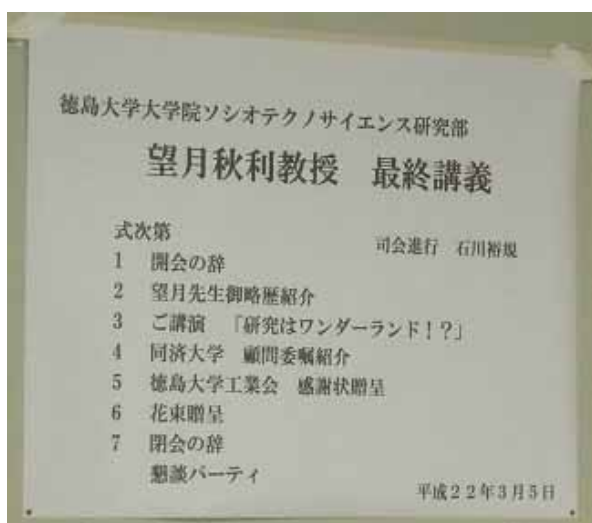 徳島大学大学院ソシオテクノサイエンス研究部
望月秋利教授　最終講義
式次第　司会進行　石川裕規
1　開会の辞
2　望月先生御略歴紹介
3　ご講演　「研究はワンダーランド！？」
4　同済大学　顧問委嘱紹介
5　徳島大学工業会　感謝状贈呈
6　花束贈呈
7　閉会の辞
懇談パーティ
平成22年3月5日